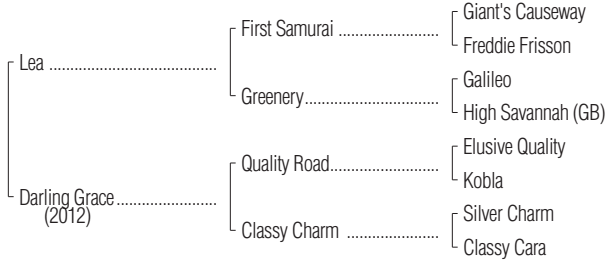 Giant's Causeway
First Samurai ....................
Freddie Frisson
Lea ....................................
Galileo
Greenery...........................
High Savannah (GB)
Elusive Quality
Quality Road......................
Kobla
Darling Grace.....................
(2012)
Silver Charm
Classy Charm ..................
Classy Cara